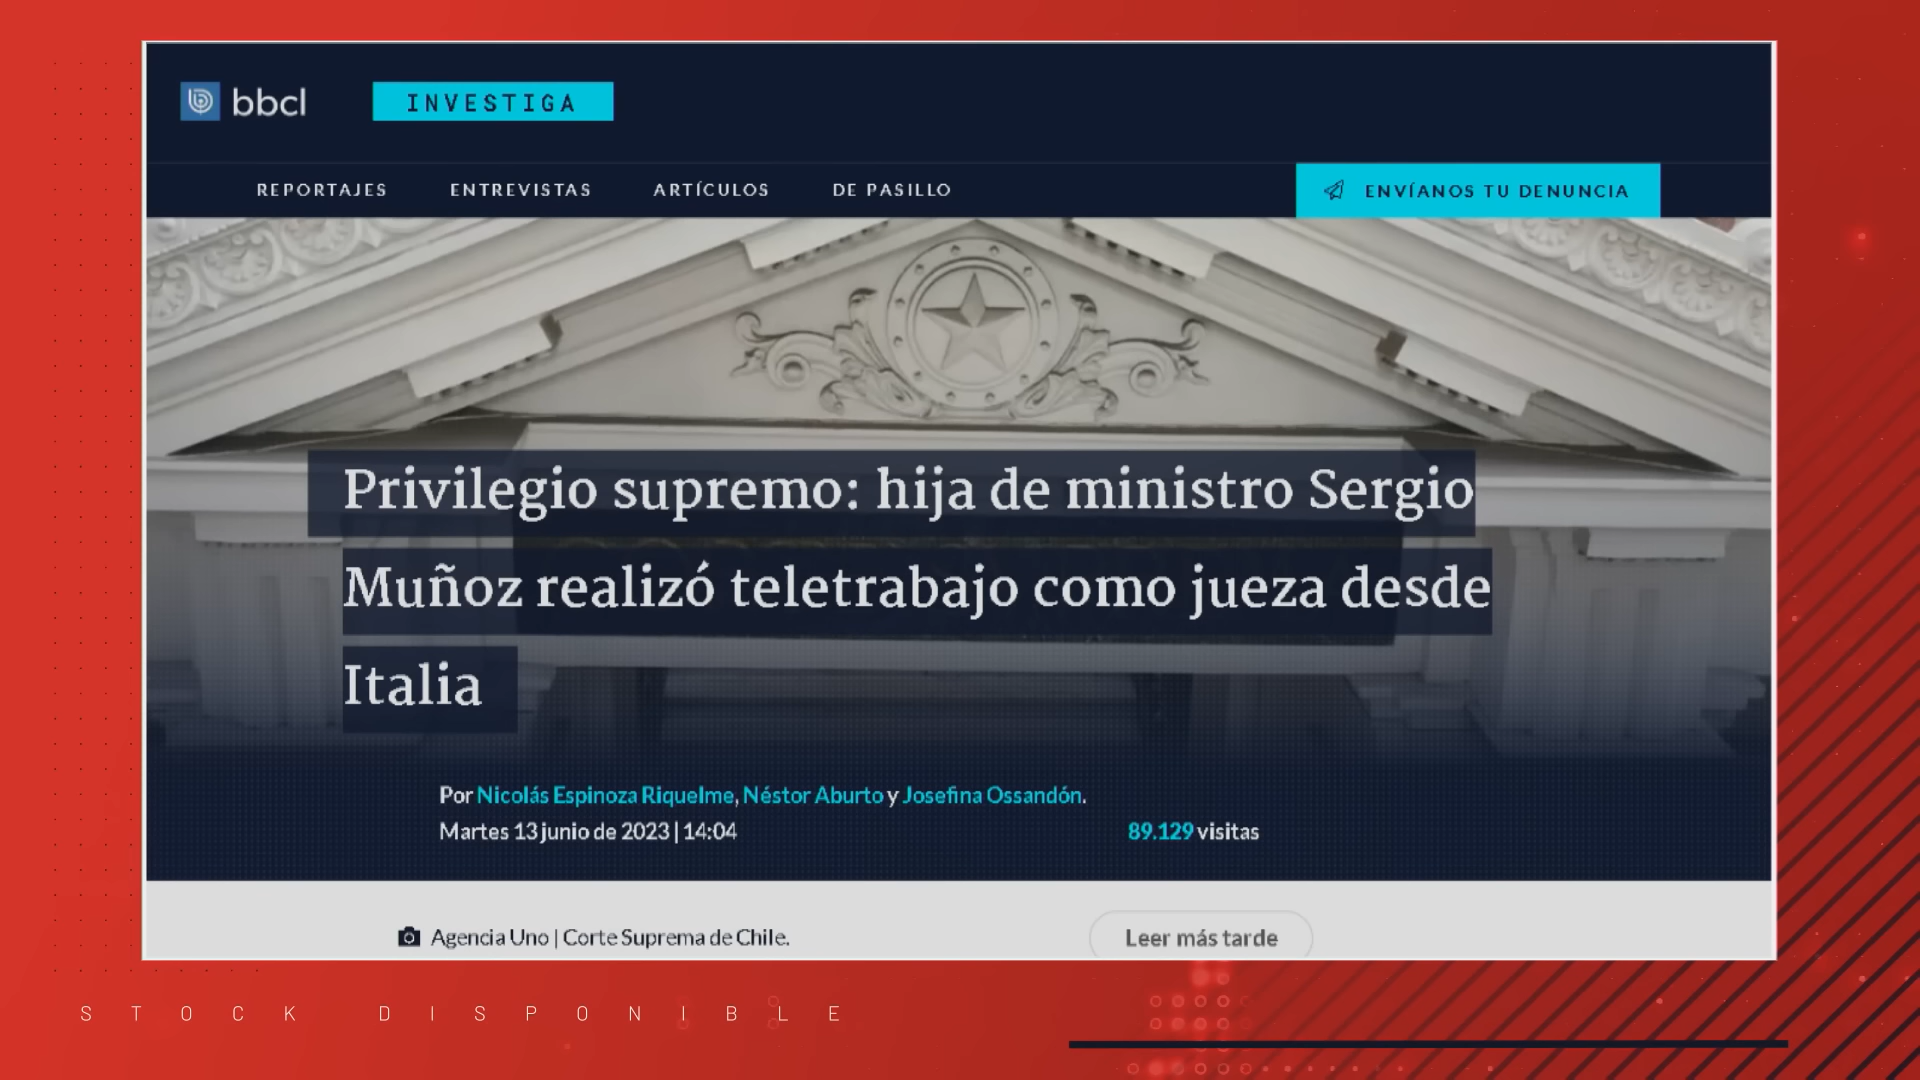 bbcl INVESTIGA
REPORTAJES ENTREVISTAS ARTÍCULOS DE PASILLO ENVÍANOS TU DENUNCIA
Privilegio supremo: hija de ministro Sergio
Muñoz realizó teletrabajo como jueza desde
Italia
Por Nicolás Espinoza Riquelme, Néstor Aburto y Josefina Ossandón.
Martes 13 junio de 2023 | 14:04 89.129 visitas
Agencia Uno | Corte Suprema de Chile. Leer más tarde
STOCK DISPONIBLE